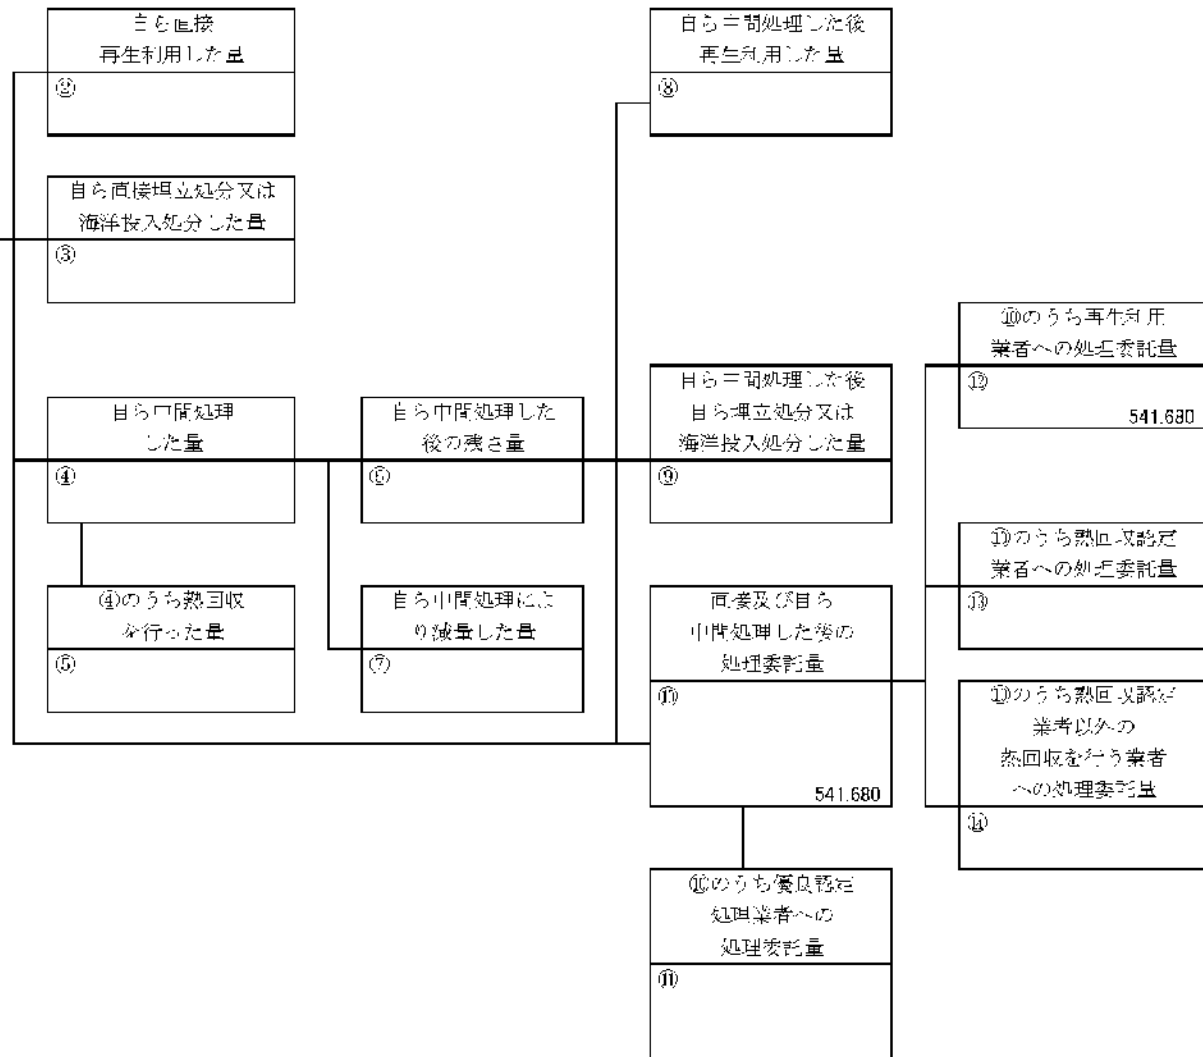 自ら直接
再生利用した量
②
自ら中間処理した後
再生利用した量
⑧
自ら直接埋立処分又は
海洋投入処分した量
③
⑩のうち再生利用
業者への処理委託量
⑫
541.680
自ら中間処理
した量
④
自ら中間処理した
後の残さ量
⑥
自ら中間処理した後
自ら埋立処分又は
海洋投入処分した量
⑨
⑩のうち熱回収認定
業者への処理委託量
⑬
④のうち熱回収
を行った量
⑤
自ら中間処理によ
り減量した量
⑦
直接及び自ら
中間処理した後の
処理委託量
⑩
541.680
⑩のうち熱回収認定
業者以外の
熱回収を行う業者
への処理委託量
⑭
⑩のうち優良認定
処理業者への
処理委託量
⑪